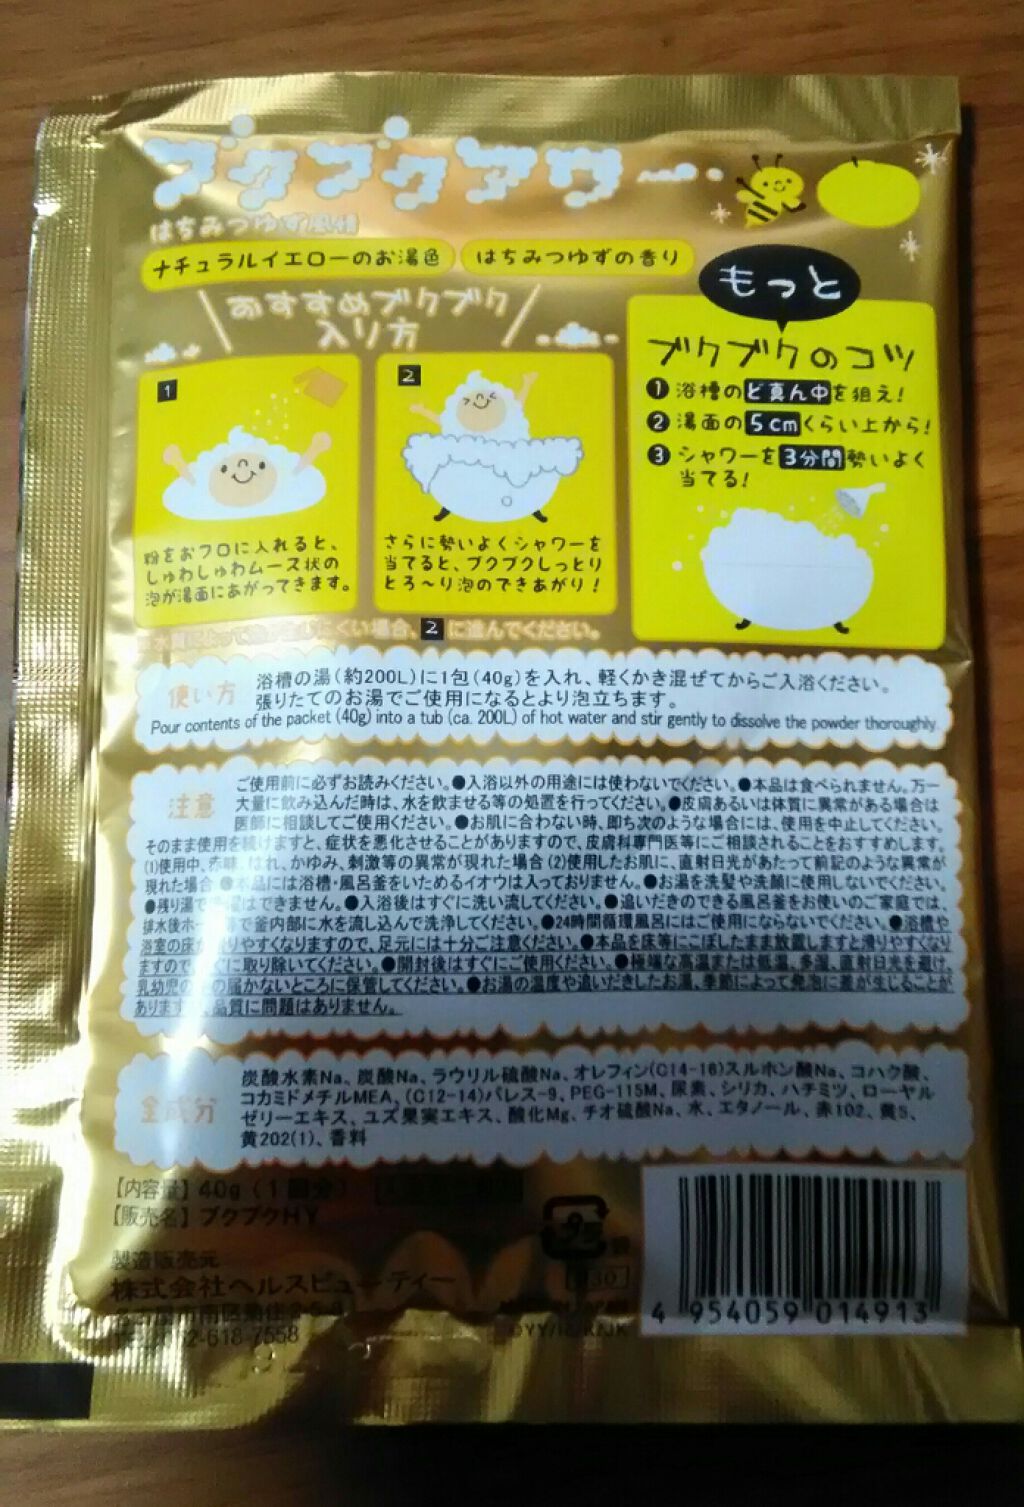 ブクブクアワー
はちみつゆず風情
ナチュラルイエローのお湯色
はちみつゆずの香り
おすすめブクブク
入り方
1
粉をおフロに入れると、
しゅわしゅわムース状の
泡が湯面にあがってきます。
2
さらに勢いよくシャワーを
当てると、ブクブクしっとり
とろ〜り泡のできあがり!
くい場合、2 に進んでください。
もっと
ブクブクのコツ
① 浴槽のど真ん中を狙え!
② 湯面の5cmくらい上から!
③ シャワーを3分間勢いよく
当てる!
使い方
浴槽の湯(約200L)に1包(40g)を入れ、軽くかき混ぜてからご入浴ください。
張りたてのお湯でご使用になるとより泡立ちます。
Pour contents of the packet (40g) into a tub (ca. 200L) of hot water and stir gently to dissolve the powder thoroughly.
注意
ご使用前に必ずお読みください。●入浴以外の用途には使わないでください。●本品は食べられません。万一
大量に飲み込んだ時は、水を飲ませる等の処置を行ってください。●皮膚あるいは体質に異常がある場合は
医師に相談してご使用ください。●お肌に合わない時、即ち次のような場合には、使用を中止してください。
そのまま使用を続けますと、症状を悪化させることがありますので、皮膚科専門医等にご相談されることをおすすめします。
(1)使用中、赤味、はれ、かゆみ、刺激等の異常が現れた場合 (2)使用したお肌に、直射日光があたって前記のような異常が
現れた場合 ●本品には浴槽・風呂釜をいためるイオウは入っておりません。●お湯を洗髪や洗顔に使用しないでください。
●残り湯で はできません。●入浴後はすぐに洗い流してください。●追いだきのできる風呂釜をお使いのご家庭では、
排水後ホー で釜内部に水を流し込んで洗浄してください。●24時間循環風呂にはご使用にならないでください。●浴槽や
浴室の床が 滑りやすくなりますので、足元には十分ご注意ください。●本品を床等にこぼしたまま放置しますと滑りやすくなり
ますので、 に取り除いてください。●開封後はすぐにご使用ください。●極端な高温または低温、多湿、直射日光を避け、
乳幼児の の届かないところに保管してください。●お湯の温度や追いだきしたお湯、季節によって発泡に差が生じることが
あります 、品質に問題はありません。
全成分
炭酸水素Na、炭酸Na、ラウリル硫酸Na、オレフィン(C14-16)スルホン酸Na、コハク酸、
コカミドメチルMEA、(C12-14)パレス-9、PEG-115M、尿素、シリカ、ハチミツ、ローヤル
ゼリーエキス、ユズ果実エキス、酸化Mg、チオ硫酸Na、水、エタノール、赤102、黄5、
黄202(1)、香料
【内容量】40g(1回分)
【販売名】ブクブクHY
製造販売元
株式会社ヘルスビューティー
4 954059 014913